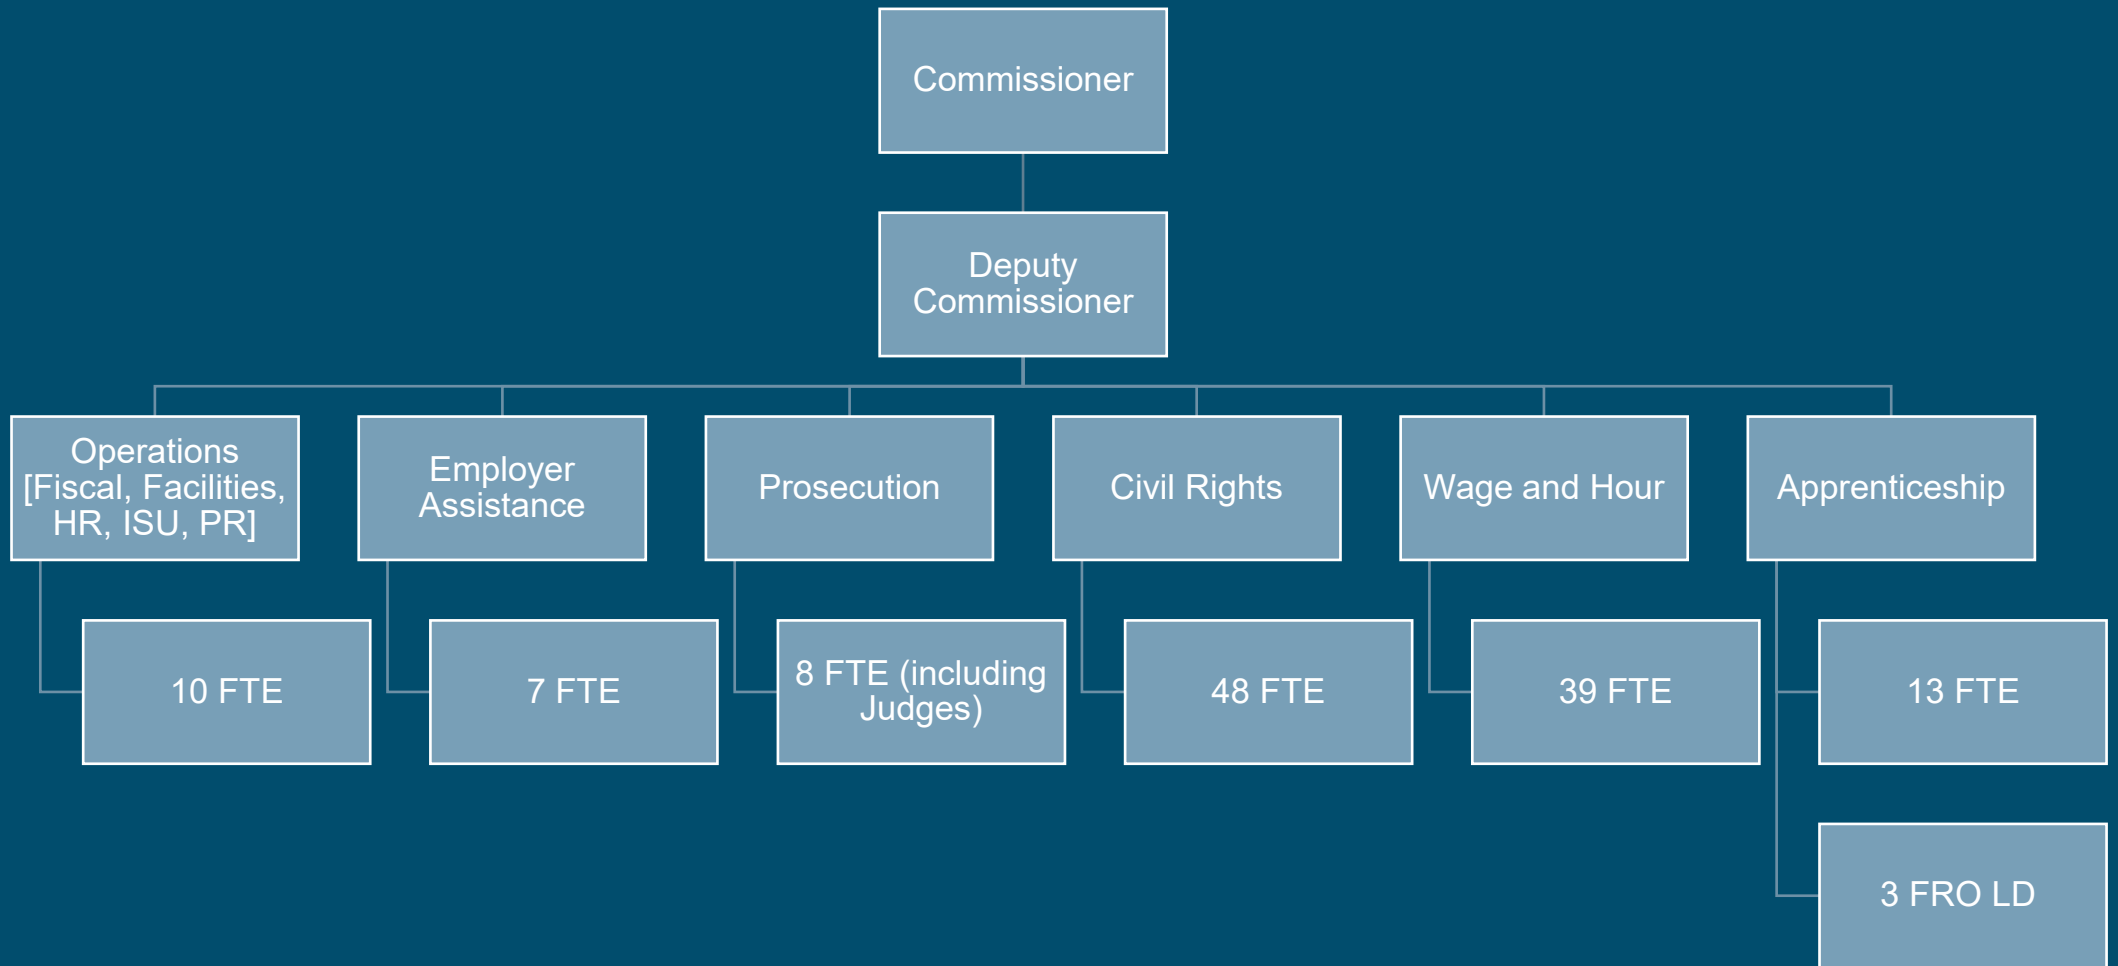 Commissioner
Deputy
Commissioner
Operations
[Fiscal, Facilities,
HR, ISU, PR]
Employer
Assistance
Prosecution
Civil Rights
Wage and Hour
Apprenticeship
10 FTE
7 FTE
8 FTE (including
Judges)
48 FTE
39 FTE
13 FTE
3 FRO LD